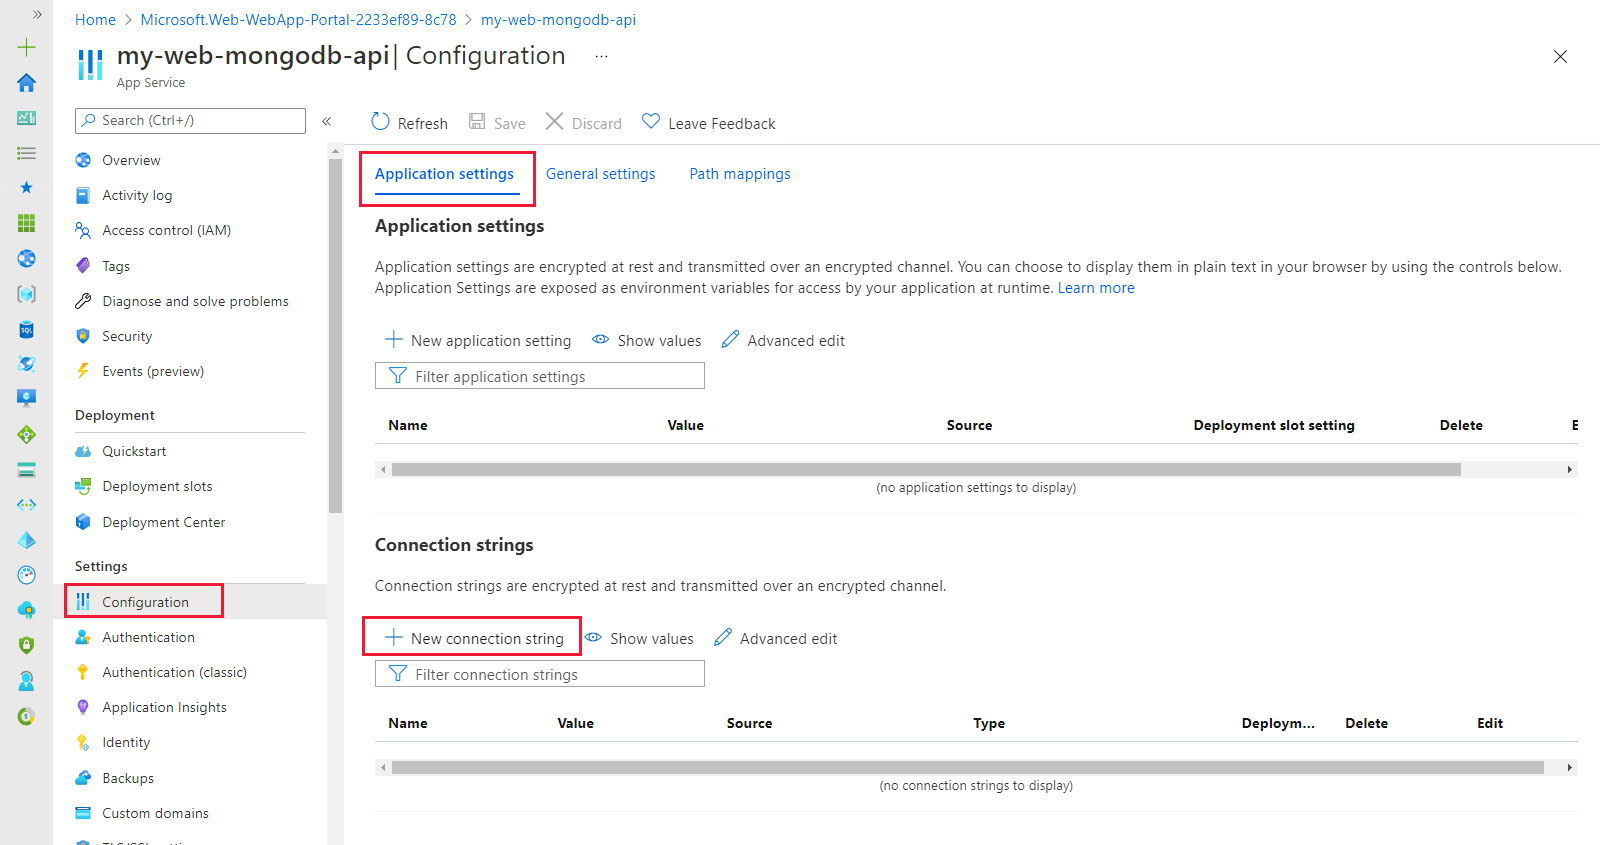 Home > Microsoft.Web-WebApp-Portal-2233ef89-8c78 > my-web-mongodb-api
my-web-mongodb-api | Configuration ...
App Service
Search (Ctrl+/)
Refresh Save Discard Leave Feedback
Overview
Activity log
Access control (IAM)
Tags
Diagnose and solve problems
Security
Events (preview)
Deployment
Quickstart
Deployment slots
Deployment Center
Settings
Configuration
Authentication
Authentication (classic)
Application Insights
Identity
Backups
Custom domains
Application settings General settings Path mappings
Application settings
Application settings are encrypted at rest and transmitted over an encrypted channel. You can choose to display them in plain text in your browser by using the controls below.
Application Settings are exposed as environment variables for access by your application at runtime. Learn more
New application setting Show values Advanced edit
Filter application settings
Name Value Source Deployment slot setting Delete
(no application settings to display)
Connection strings
Connection strings are encrypted at rest and transmitted over an encrypted channel.
New connection string Show values Advanced edit
Filter connection strings
Name Value Source Type Deploym... Delete Edit
(no connection strings to display)
SQL